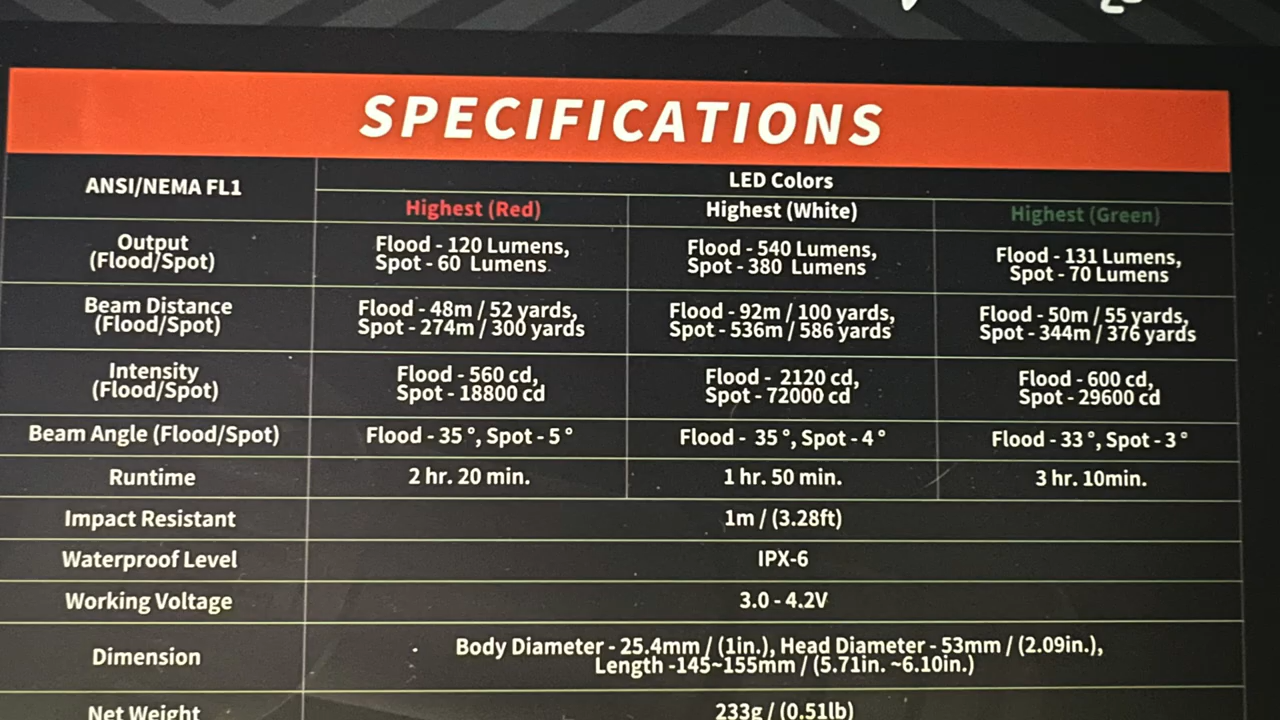 SPECIFICATIONS
ANSI/NEMA FL1
LED Colors
Highest (Red)
Highest (White)
Highest (Green)
Output
(Flood/Spot)
Flood - 120 Lumens,
Spot - 60 Lumens
Flood - 540 Lumens,
Spot - 380 Lumens
Flood - 131 Lumens,
Spot - 70 Lumens
Beam Distance
(Flood/Spot)
Flood - 48m / 52 yards,
Spot - 274m / 300 yards
Flood - 92m / 100 yards,
Spot - 536m / 586 yards
Flood - 50m / 55 yards,
Spot - 344m / 376 yards
Intensity
(Flood/Spot)
Flood - 560 cd,
Spot - 18800 cd
Flood - 2120 cd,
Spot - 72000 cd
Flood - 600 cd,
Spot - 29600 cd
Beam Angle (Flood/Spot)
Flood - 35 °, Spot - 5 °
Flood - 35 °, Spot - 4 °
Flood - 33 °, Spot - 3 °
Runtime
2 hr. 20 min.
1 hr. 50 min.
3 hr. 10min.
Impact Resistant
1m / (3.28ft)
Waterproof Level
IPX-6
Working Voltage
3.0 - 4.2V
Dimension
Body Diameter - 25.4mm / (1in.), Head Diameter - 53mm / (2.09in.),
Length -145~155mm / (5.71in. ~6.10in.)
Net Weight
233g / (0.51lb)